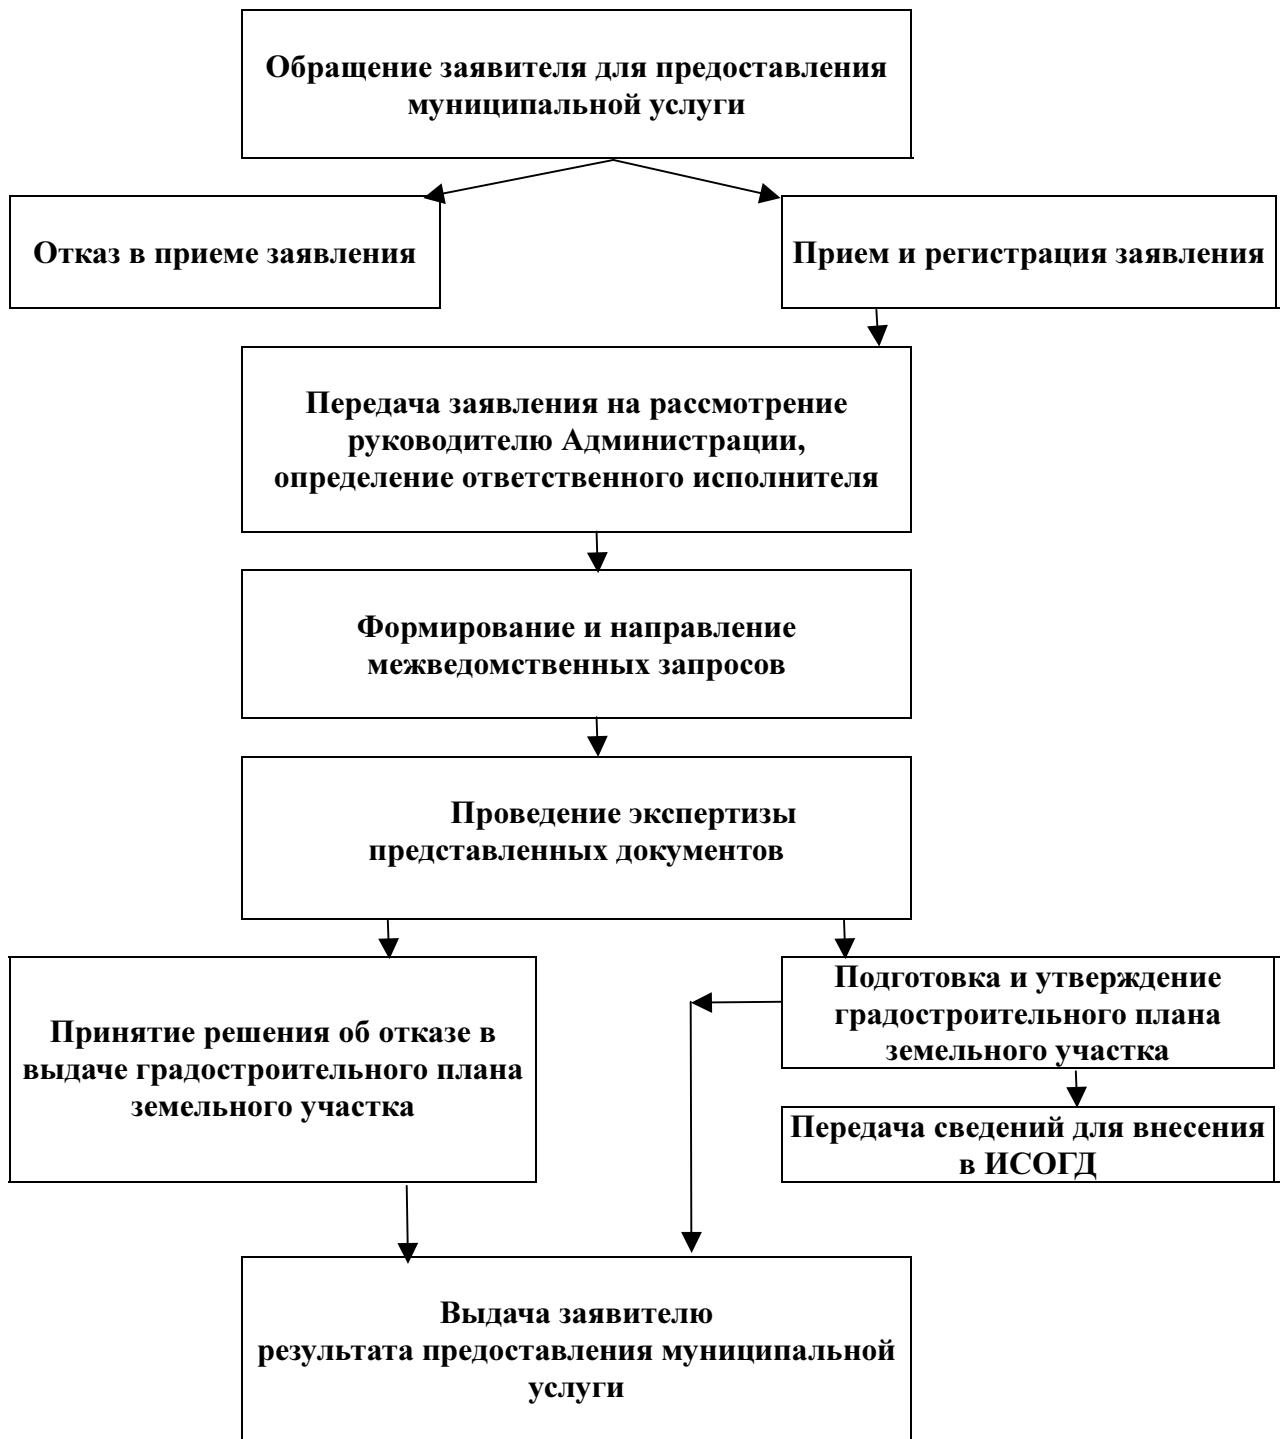 Обращение заявителя для предоставления
муниципальной услуги
Отказ в приеме заявления
Прием и регистрация заявления
Передача заявления на рассмотрение
руководителю Администрации,
определение ответственного исполнителя
Формирование и направление
межведомственных запросов
Проведение экспертизы
представленных документов
Принятие решения об отказе в
выдаче градостроительного плана
земельного участка
Подготовка и утверждение
градостроительного плана
земельного участка
Передача сведений для внесения
в ИСОГД
Выдача заявителю
результата предоставления муниципальной
услуги